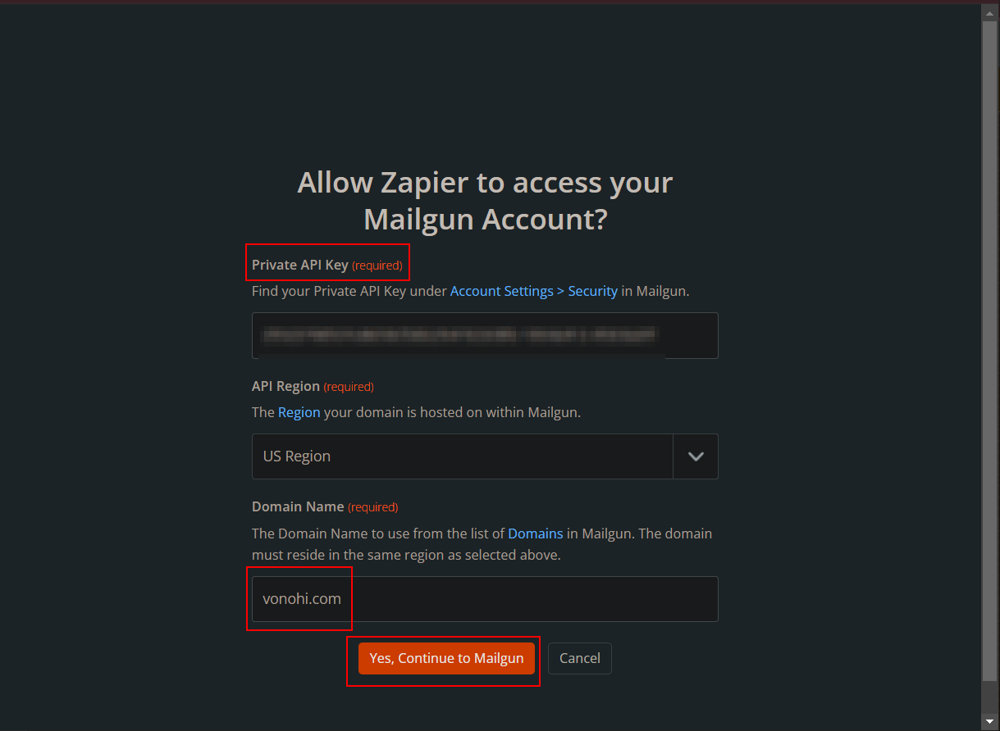 Allow Zapier to access your
Mailgun Account?
Private API Key (required)
Find your Private API Key under Account Settings > Security in Mailgun.
API Region (required)
The Region your domain is hosted on within Mailgun.
US Region
Domain Name (required)
The Domain Name to use from the list of Domains in Mailgun. The domain
must reside in the same region as selected above.
vonohi.com
Yes, Continue to Mailgun
Cancel